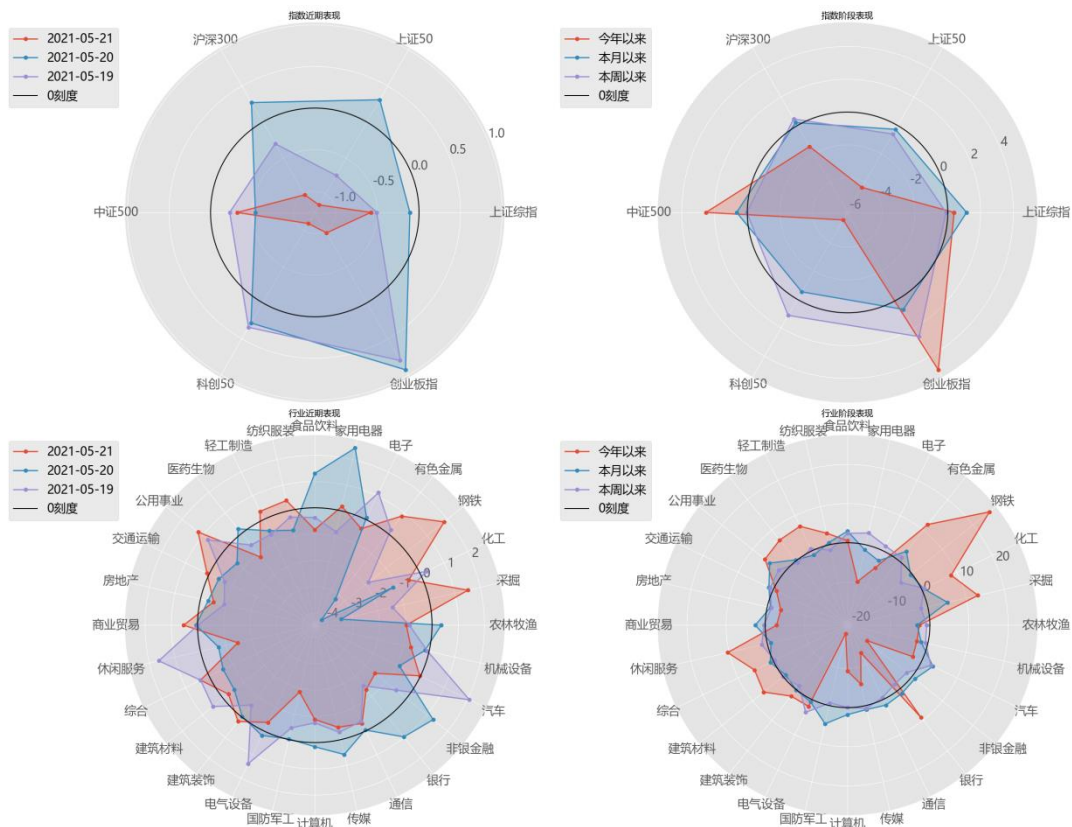 指数近期表现
2021-05-21
2021-05-20
2021-05-19
0刻度
沪深300
上证50
中证500
上证综指
科创50
创业板指
-1.0
-0.5
0.0
0.5
1.0
指数阶段表现
今年以来
本月以来
本周以来
0刻度
沪深300
上证50
中证500
上证综指
科创50
创业板指
-6
-4
-2
0
2
4
行业近期表现
2021-05-21
2021-05-20
2021-05-19
0刻度
食品饮料
纺织服装
家用电器
轻工制造
电子
医药生物
有色金属
公用事业
钢铁
交通运输
化工
房地产
采掘
商业贸易
农林牧渔
休闲服务
机械设备
综合
汽车
建筑材料
非银金融
建筑装饰
银行
电气设备
通信
国防军工
计算机
传媒
-4
-3
-2
-1
0
1
2
行业阶段表现
今年以来
本月以来
本周以来
0刻度
食品饮料
纺织服装
家用电器
轻工制造
电子
医药生物
有色金属
公用事业
钢铁
交通运输
化工
房地产
采掘
商业贸易
农林牧渔
休闲服务
机械设备
综合
汽车
建筑材料
非银金融
建筑装饰
银行
电气设备
通信
国防军工
计算机
传媒
-20
-10
0
10
20